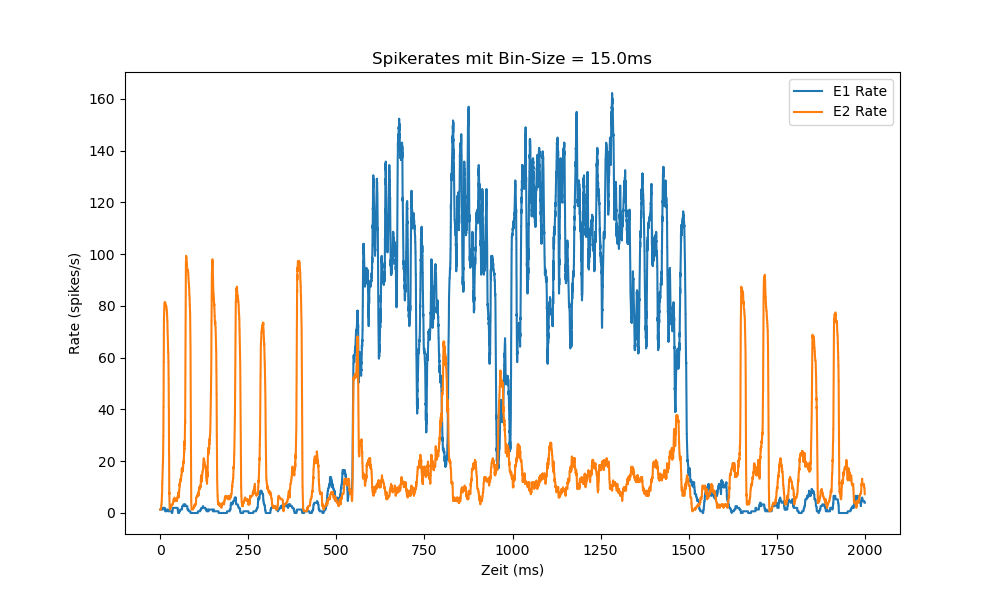 Spikerates mit Bin-Size = 15.0ms
E1 Rate
E2 Rate
Rate (spikes/s)
160
140
120
100
80
60
40
20
0
0 250 500 750 1000 1250 1500 1750 2000
Zeit (ms)